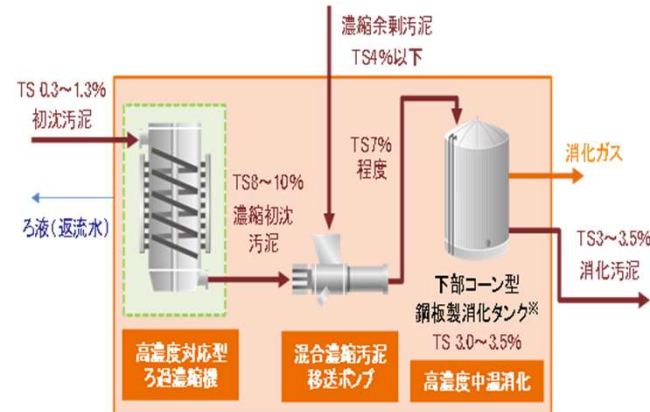 濃縮余剰汚泥
TS4%以下
TS 0.3～1.3%
初沈汚泥
ろ液(返流水)
TS8～10%
濃縮初沈
汚泥
TS7%
程度
消化ガス
TS3～3.5%
消化汚泥
下部コーン型
鋼板製消化タンク※
TS 3.0～3.5%
高濃度対応型
ろ過濃縮機
混合濃縮汚泥
移送ポンプ
高濃度中温消化